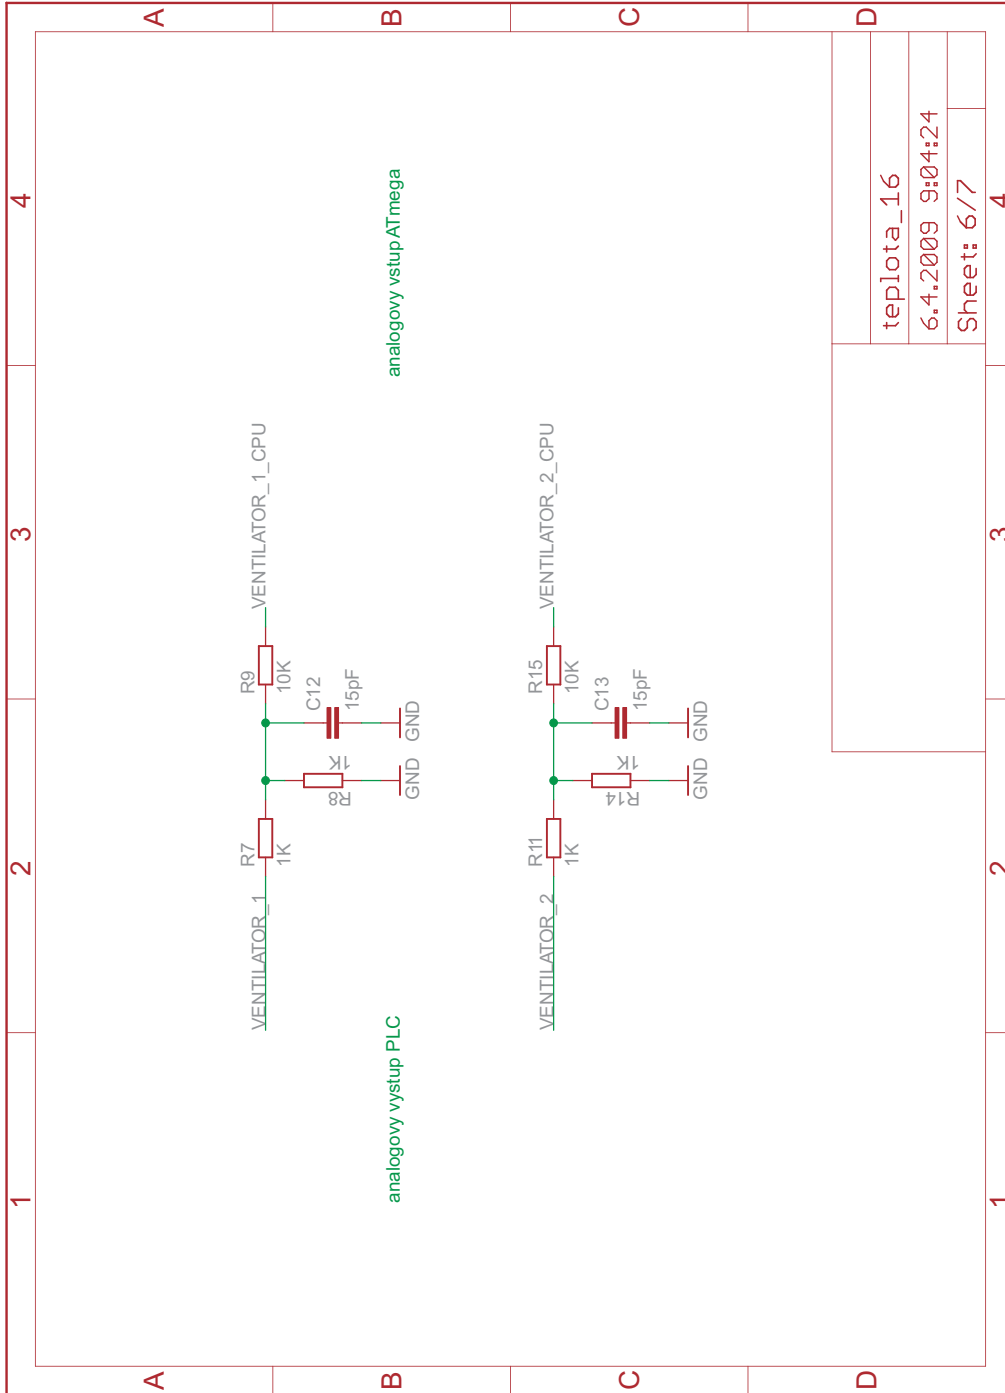 1
2
3
4
A
A
analogovy vystup PLC
analogovy vstup ATmega
VENTILATOR_1
R7
1K
R8
1K
GND
C12
15pF
GND
R9
10K
VENTILATOR_1_CPU
B
B
VENTILATOR_2
R11
1K
R14
1K
GND
C13
15pF
GND
R15
10K
VENTILATOR_2_CPU
C
C
D
D
teplota_16
6.4.2009 9:04:24
Sheet: 6/7
1
2
3
4